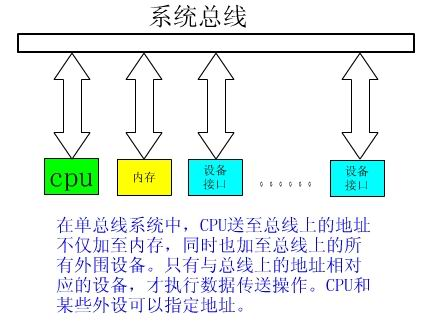 系统总线
cpu
内存
设备
接口
。。。。。。
设备
接口
在单总线系统中，CPU送至总线上的地址
不仅加至内存，同时也加至总线上的所
有外围设备。只有与总线上的地址相对
应的设备，才执行数据传送操作。CPU和
某些外设可以指定地址。